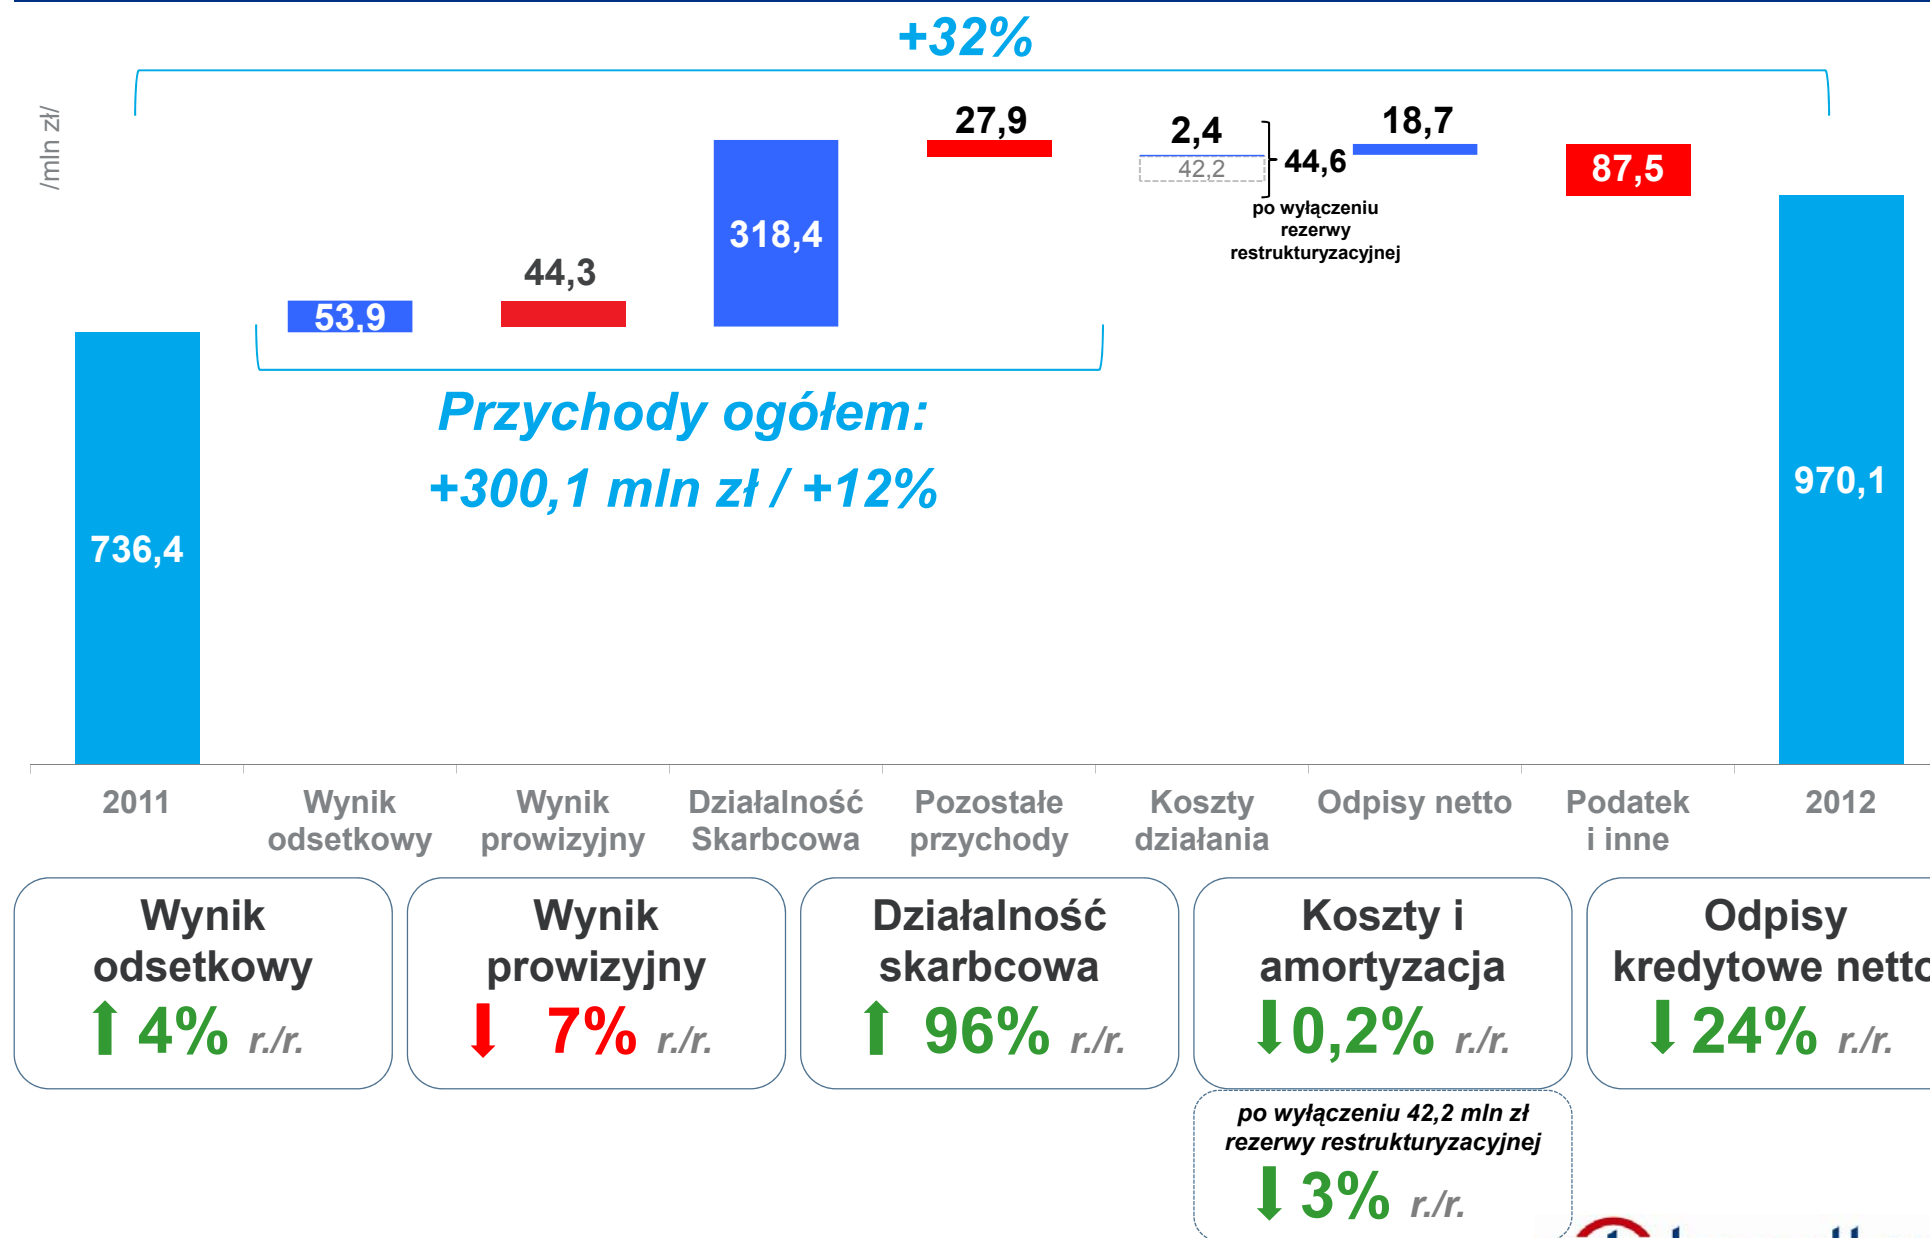 +32%
/mln zł/
27,9
2,4
42,2
44,6
po wyłączeniu
rezerwy
restrukturyzacyjnej
18,7
87,5
318,4
44,3
53,9
Przychody ogółem:
+300,1 mln zł / +12%
736,4
970,1
2011
Wynik
odsetkowy
Wynik
prowizyjny
Działalność
Skarbcowa
Pozostałe
przychody
Koszty
działania
Odpisy netto
Podatek
i inne
2012
Wynik
odsetkowy
4% r./r.
Wynik
prowizyjny
7% r./r.
Działalność
skarbcowa
96% r./r.
Koszty i
amortyzacja
0,2% r./r.
Odpisy
kredytowe netto
24% r./r.
po wyłączeniu 42,2 mln zł
rezerwy restrukturyzacyjnej
3% r./r.